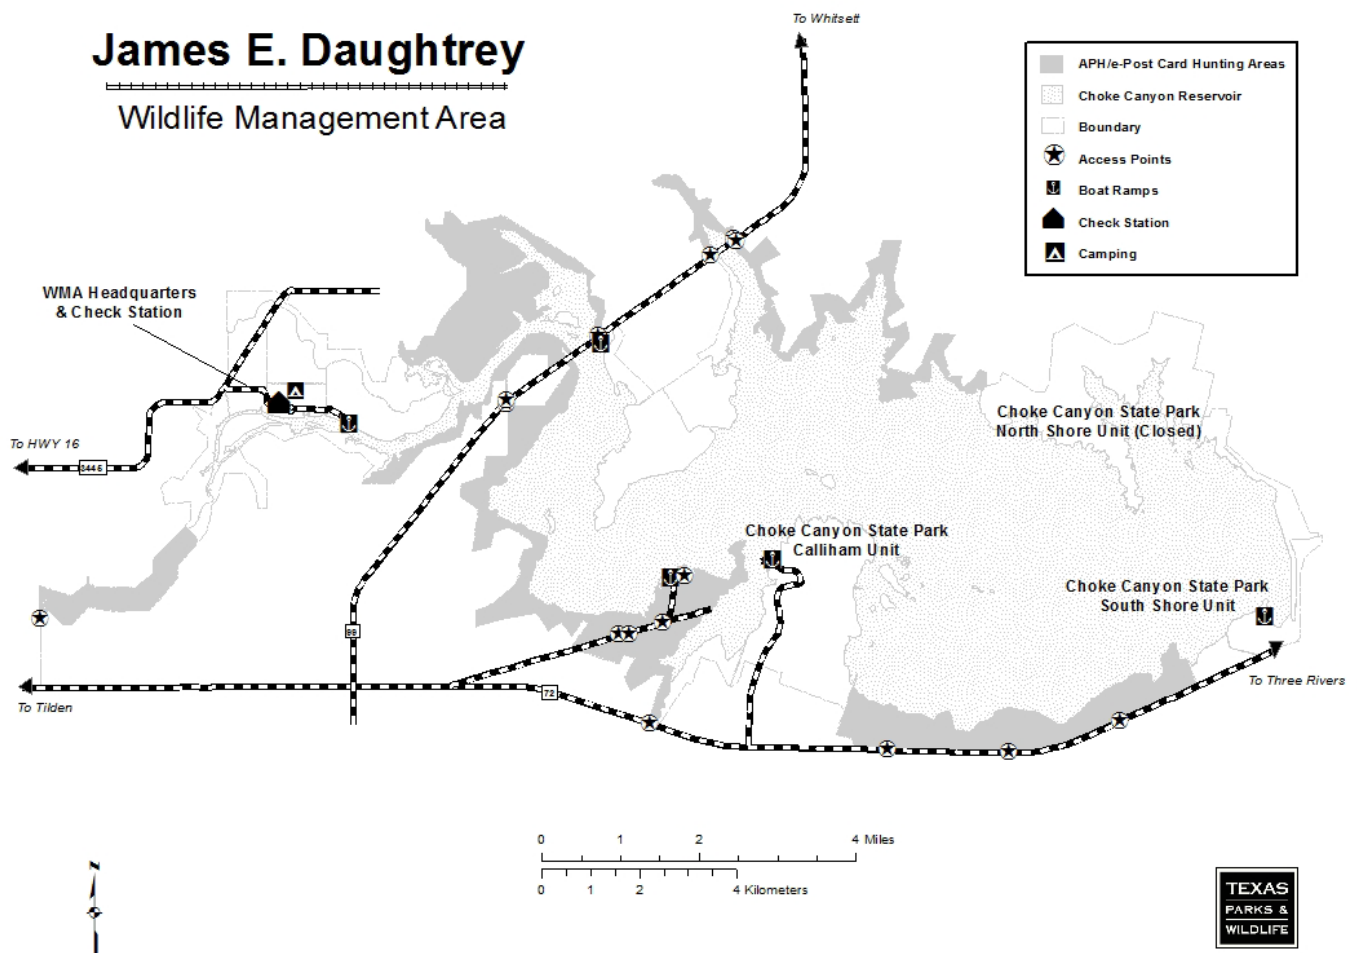 To Whitsett
James E. Daughtrey
Wildlife Management Area
APH/e-Post Card Hunting Areas
Choke Canyon Reservoir
Boundary
Access Points
Boat Ramps
Check Station
Camping
WMA Headquarters
& Check Station
To HWY 16
3445
Choke Canyon State Park
North Shore Unit (Closed)
Choke Canyon State Park
Calliham Unit
Choke Canyon State Park
South Shore Unit
99
72
To Tilden
To Three Rivers
0 1 2 4 Miles
0 1 2 4 Kilometers
N
TEXAS
PARKS &
WILDLIFE